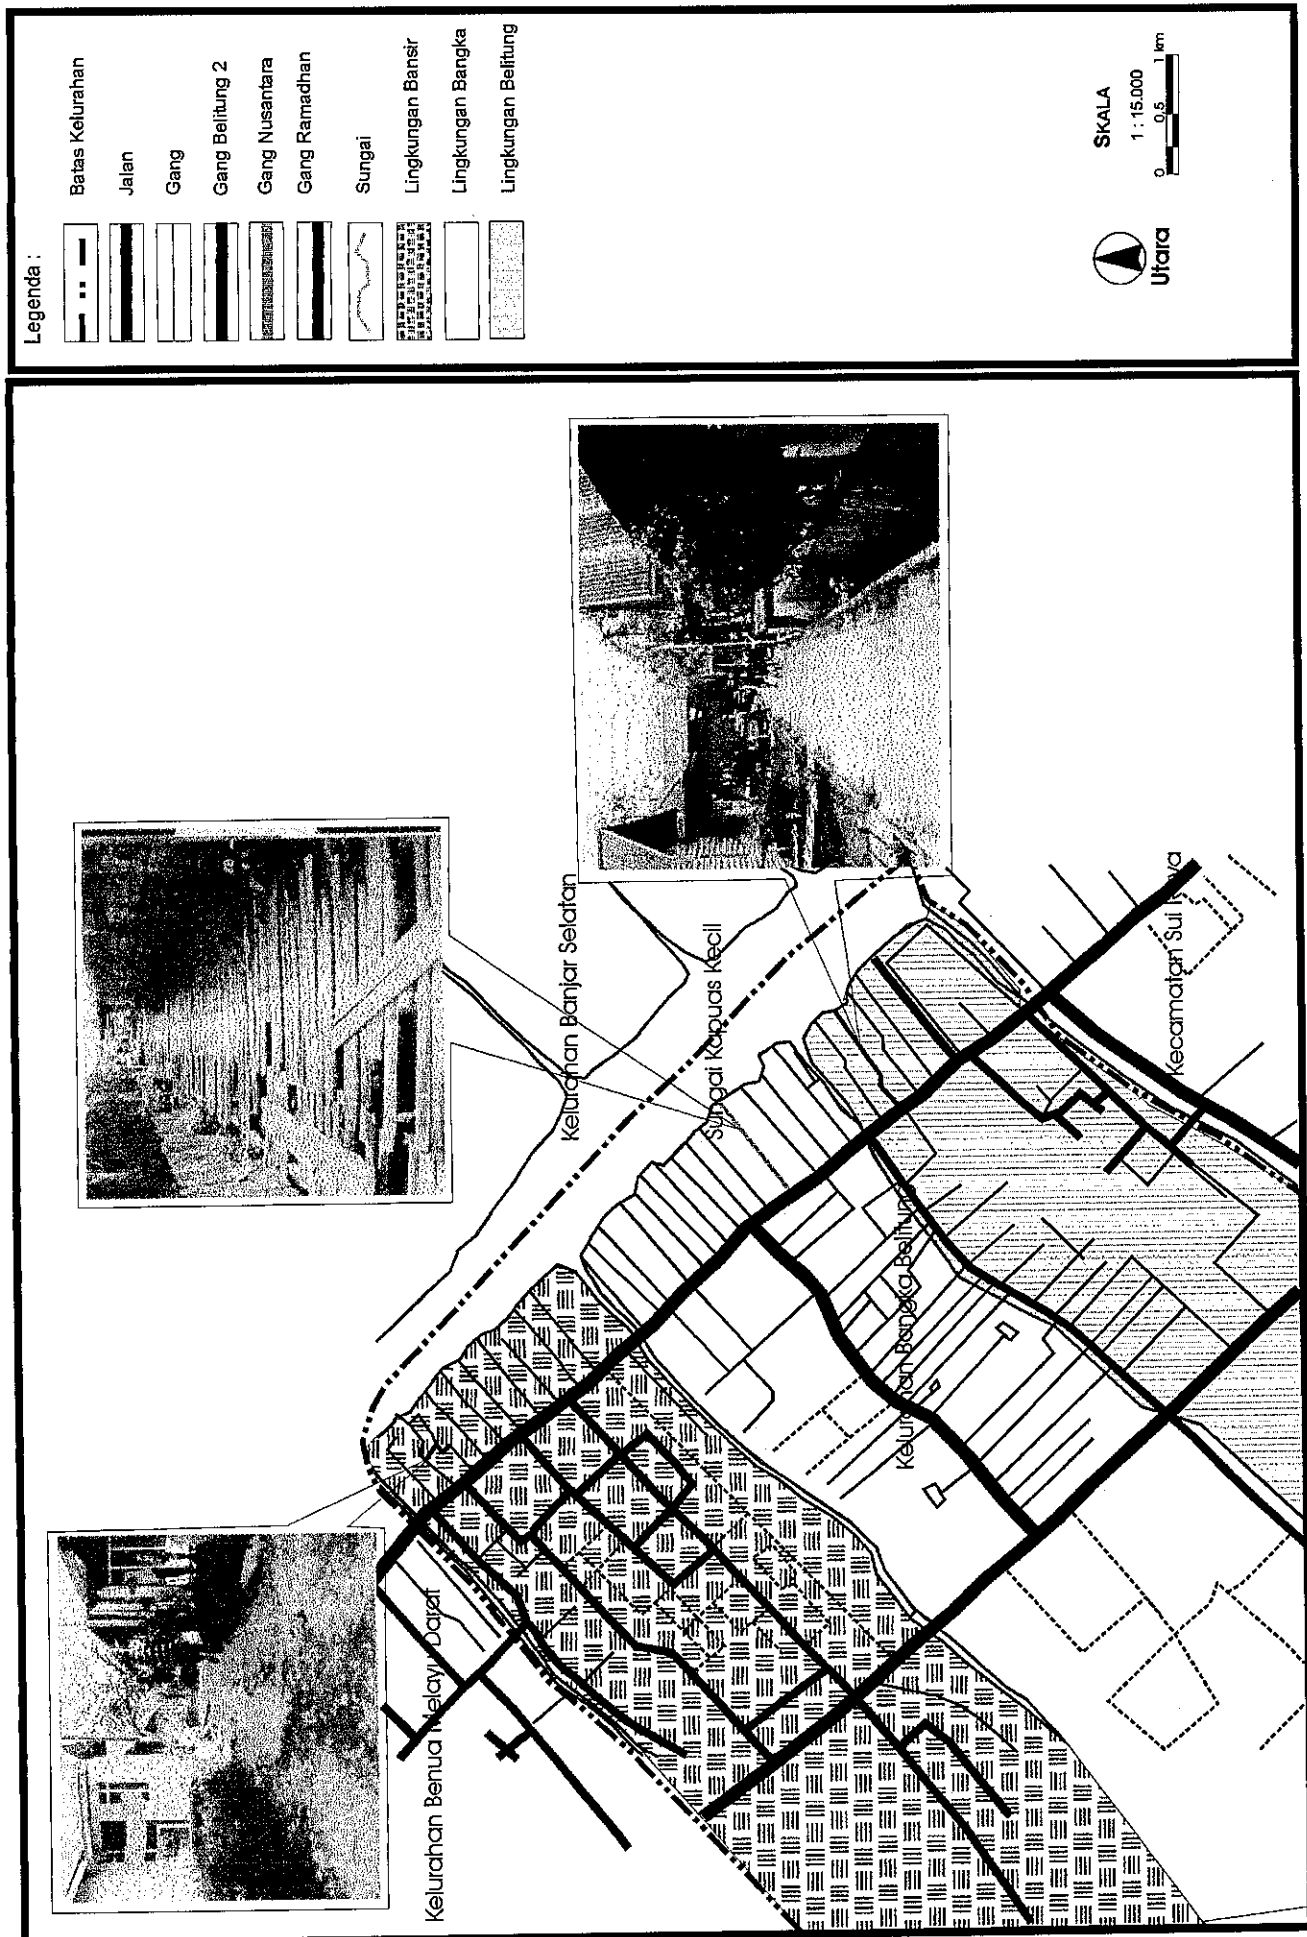 Legenda :
Batas Kelurahan
Jalan
Gang
Gang Belitung 2
Gang Nusantara
Gang Ramadhan
Sungai
Lingkungan Bansir
Lingkungan Bangka
Lingkungan Belitung
Utara
SKALA
1 : 15.000
0 0,5 1 km
Kelurahan Benua Melayi Darat
Kelurahan Banjar Selatan
Sungai Kapuas Kecil
Kelurahan Bangka Belitung
Kecamatan Sui Raya